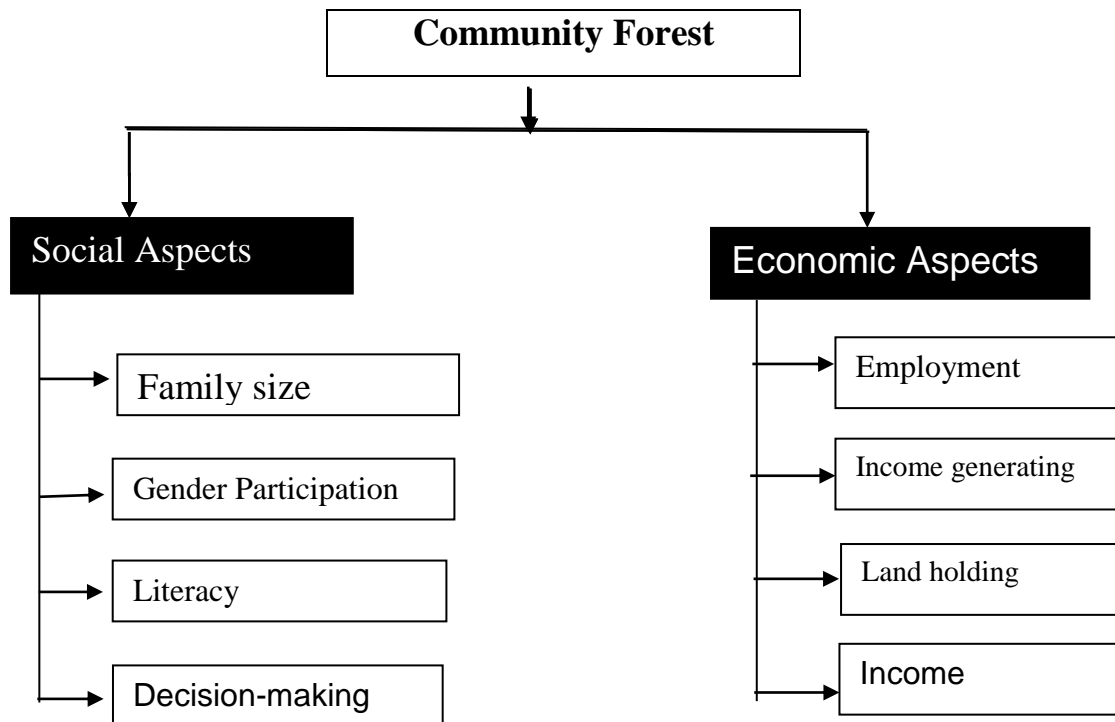 Community Forest
Social Aspects
Family size
Gender Participation
Literacy
Decision-making
Economic Aspects
Employment
Income generating
Land holding
Income